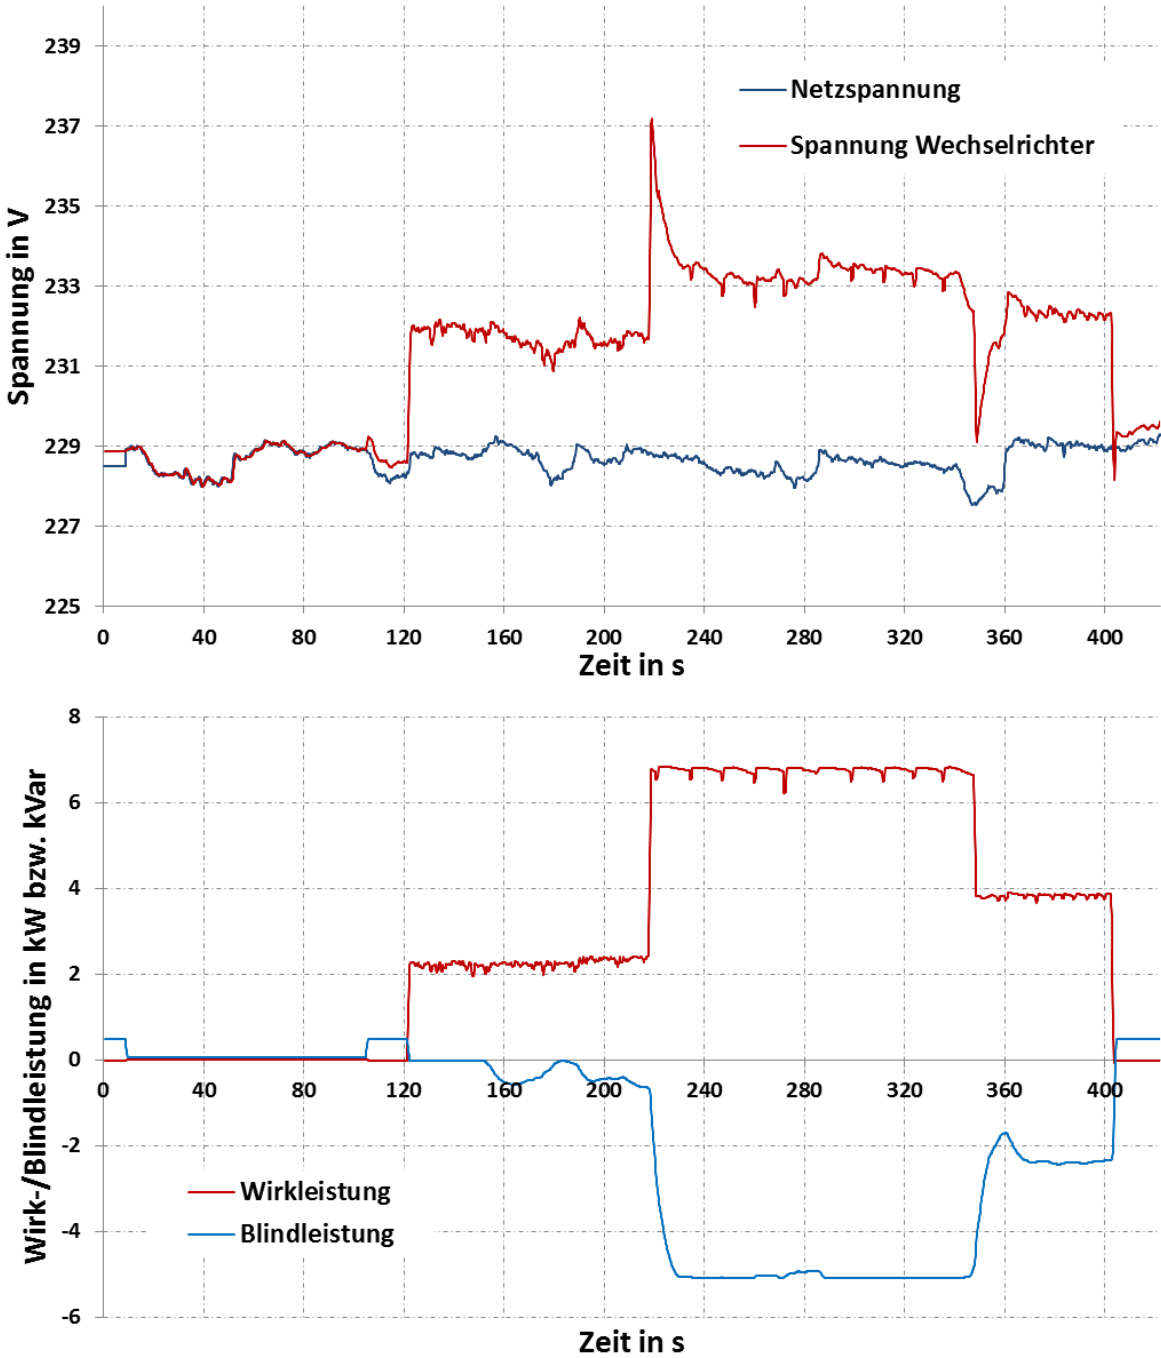 239
237
235
233
231
229
227
225
Spannung in V
Netzspannung
Spannung Wechselrichter
0 40 80 120 160 200 240 280 320 360 400
Zeit in s
8
6
4
2
0
-2
-4
-6
Wirk-/Blindleistung in kW bzw. kVar
0 40 80 120 160 200 240 280 320 360 400
Wirkleistung
Blindleistung
Zeit in s